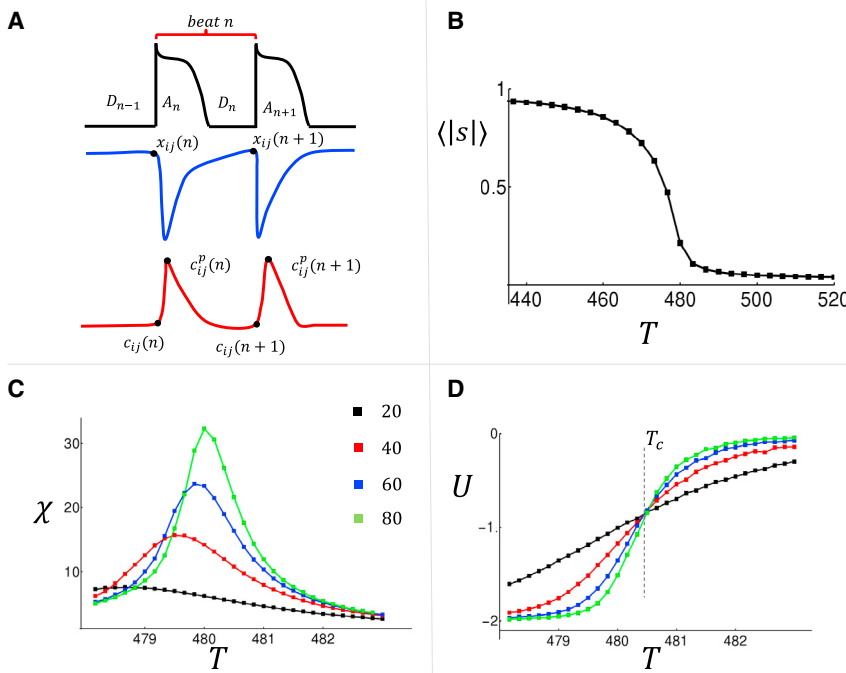 A
beat n
D_{n-1} A_n D_n A_{n+1}
x_{ij}(n) x_{ij}(n+1)
c^p_{ij}(n) c^p_{ij}(n+1)
c_{ij}(n) c_{ij}(n+1)
B
1
⟨|s|⟩
0.5
440 460 480 500 520
T
C
20
40
60
80
30
20
10
χ
479 480 481 482
T
D
0
T_c
U
−1
−2
479 480 481 482
T